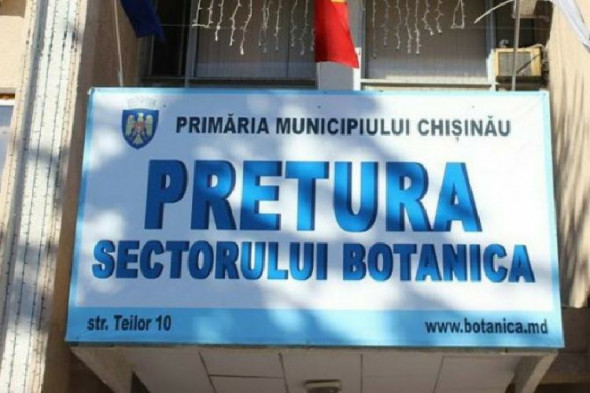 PRIMĂRIA MUNICIPIULUI CHIȘINĂU
PRETURA
SECTORULUI BOTANICA
str. Teilor 10
www.botanica.md